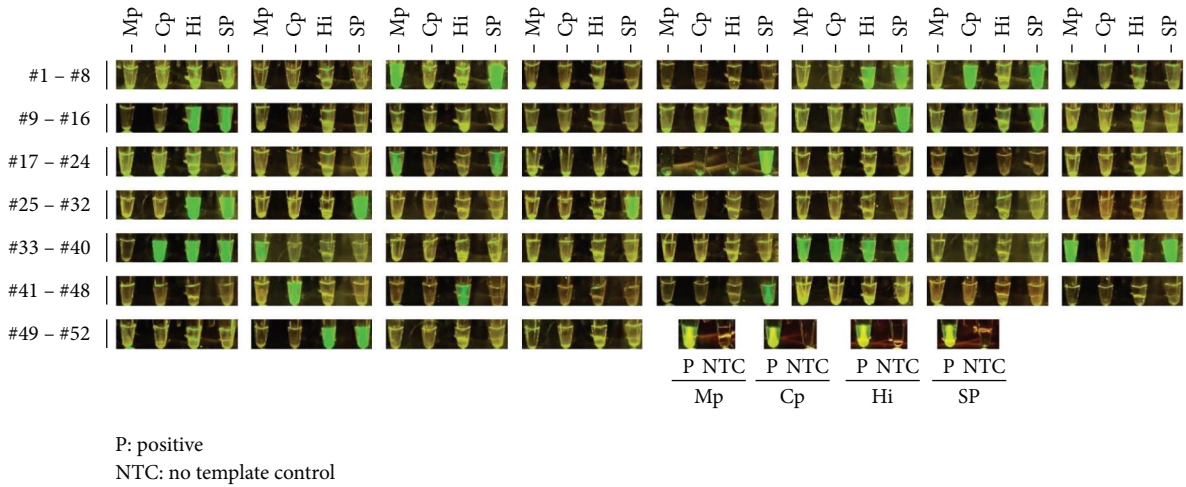 Mp Cp Hi SP Mp Cp Hi SP Mp Cp Hi SP Mp Cp Hi SP Mp Cp Hi SP Mp Cp Hi SP Mp Cp Hi SP Mp Cp Hi SP
#1 – #8
#9 – #16
#17 – #24
#25 – #32
#33 – #40
#41 – #48
#49 – #52
P NTC P NTC P NTC P NTC
Mp Cp Hi SP
P: positive
NTC: no template control